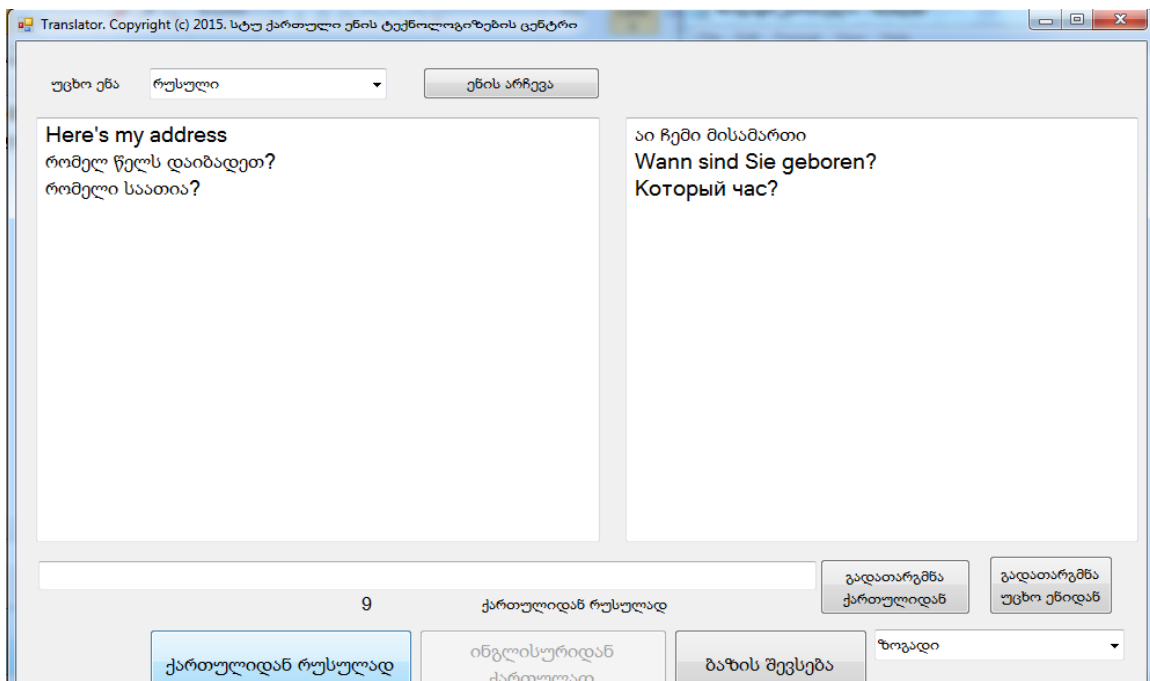 Translator. Copyright (c) 2015. სტუ ქართული ენის ტექნოლოგიზების ცენტრი
უცხო ენა რუსული ენის არჩევა
Here's my address
რომელ წელს დაიბადეთ?
რომელი საათია?
აი ჩემი მისამართი
Wann sind Sie geboren?
Который час?
გადათარგმნა ქართულიდან
გადათარგმნა უცხო ენიდან
9 ქართულიდან რუსულად
ქართულიდან რუსულად
ინგლისურიდან
ქართულად
ბაზის შევსება
ზოგადი